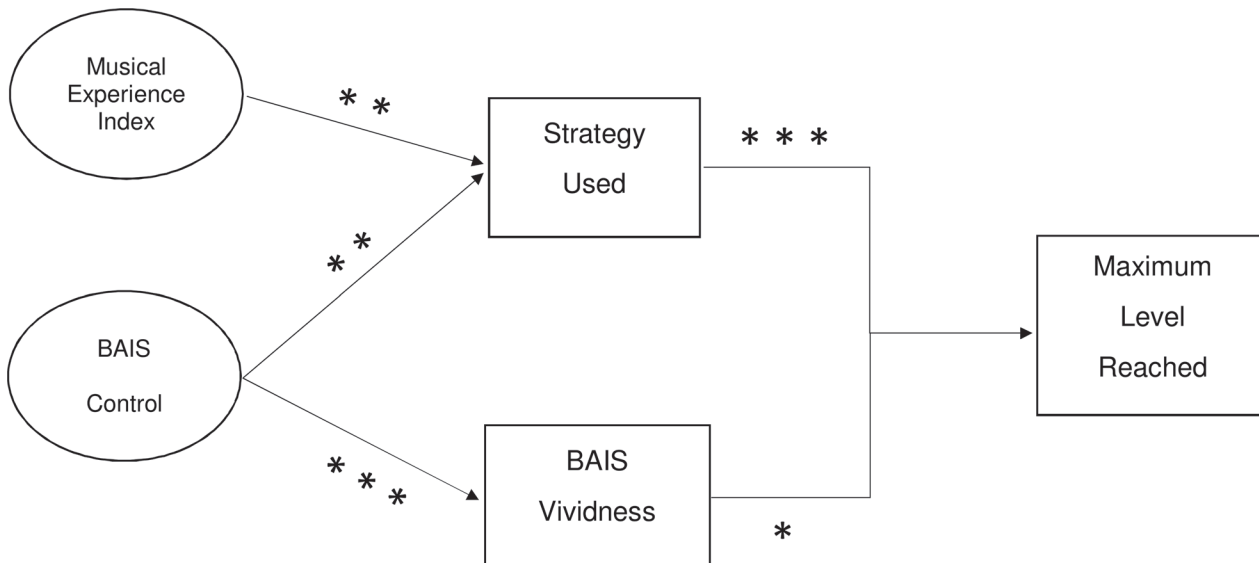 Musical
Experience
Index
* *
Strategy
Used
* * *
* *
Maximum
Level
Reached
BAIS
Control
* * *
BAIS
Vividness
*